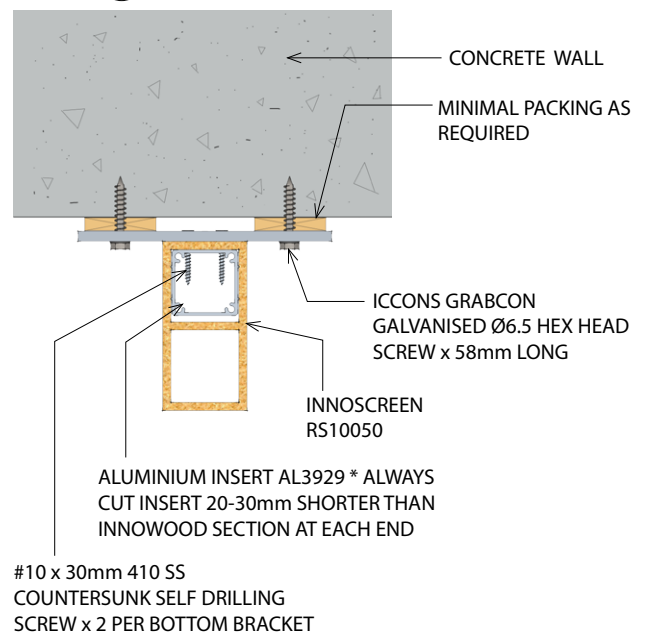 CONCRETE WALL
MINIMAL PACKING AS
REQUIRED
ICCONS GRABCON
GALVANISED Ø6.5 HEX HEAD
SCREW x 58mm LONG
INNOSCREEN
RS10050
ALUMINIUM INSERT AL3929 * ALWAYS
CUT INSERT 20-30mm SHORTER THAN
INNOWOOD SECTION AT EACH END
#10 x 30mm 410 SS
COUNTERSUNK SELF DRILLING
SCREW x 2 PER BOTTOM BRACKET